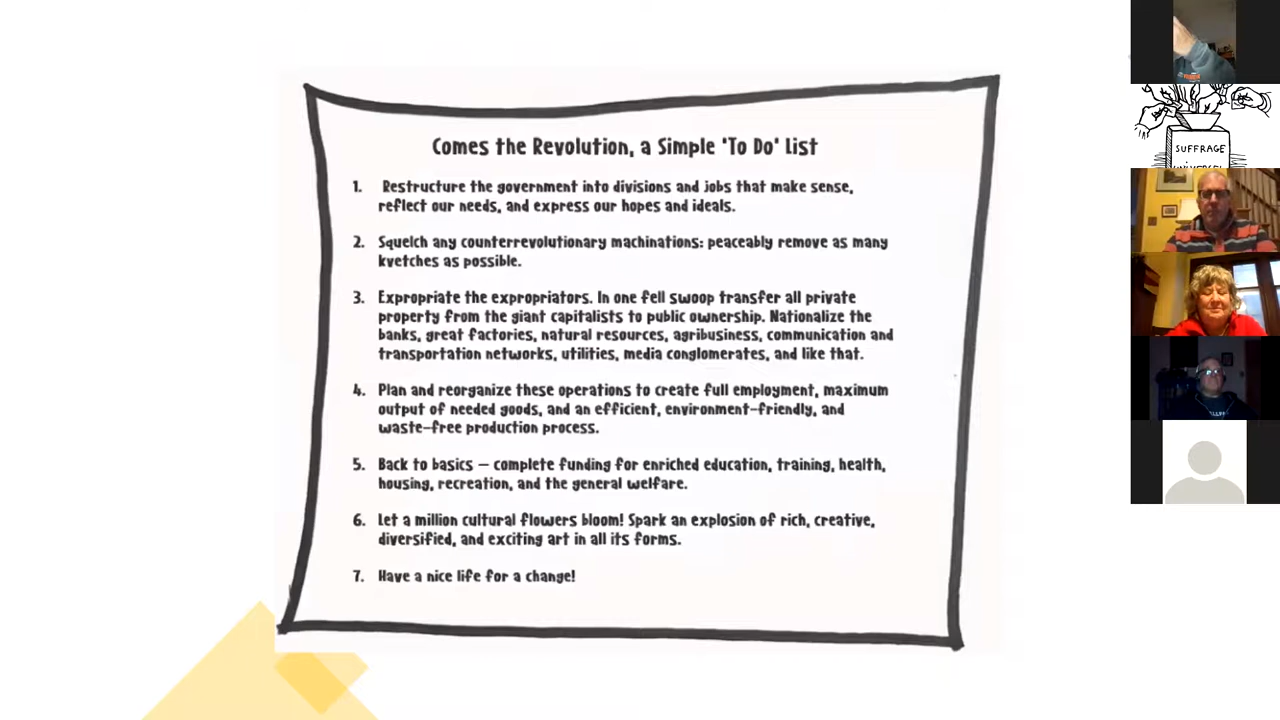 Comes the Revolution, a Simple 'To Do' List
1. Restructure the government into divisions and jobs that make sense,
reflect our needs, and express our hopes and ideals.
2. Squelch any counterrevolutionary machinations: peaceably remove as many
kvetches as possible.
3. Expropriate the expropriators. In one fell swoop transfer all private
property from the giant capitalists to public ownership. Nationalize the
banks, great factories, natural resources, agribusiness, communication and
transportation networks, utilities, media conglomerates, and like that.
4. Plan and reorganize these operations to create full employment, maximum
output of needed goods, and an efficient, environment-friendly, and
waste-free production process.
5. Back to basics — complete funding for enriched education, training, health,
housing, recreation, and the general welfare.
6. Let a million cultural flowers bloom! Spark an explosion of rich, creative,
diversified, and exciting art in all its forms.
7. Have a nice life for a change!
SUFFRAGE